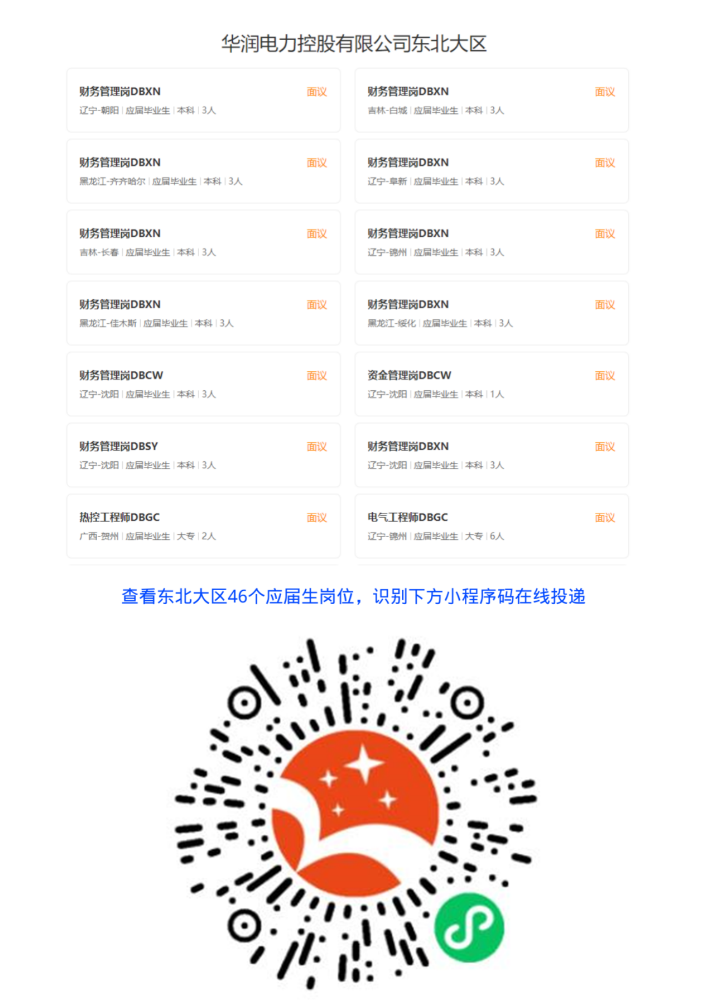 华润电力控股有限公司东北大区
财务管理岗DBXN 面议
辽宁-朝阳 | 应届毕业生 | 本科 | 3人
财务管理岗DBXN 面议
吉林-白城 | 应届毕业生 | 本科 | 3人
财务管理岗DBXN 面议
黑龙江-齐齐哈尔 | 应届毕业生 | 本科 | 3人
财务管理岗DBXN 面议
辽宁-阜新 | 应届毕业生 | 本科 | 3人
财务管理岗DBXN 面议
吉林-长春 | 应届毕业生 | 本科 | 3人
财务管理岗DBXN 面议
辽宁-锦州 | 应届毕业生 | 本科 | 3人
财务管理岗DBXN 面议
黑龙江-佳木斯 | 应届毕业生 | 本科 | 3人
财务管理岗DBXN 面议
黑龙江-绥化 | 应届毕业生 | 本科 | 3人
财务管理岗DBCW 面议
辽宁-沈阳 | 应届毕业生 | 本科 | 3人
资金管理岗DBCW 面议
辽宁-沈阳 | 应届毕业生 | 本科 | 1人
财务管理岗DBSY 面议
辽宁-沈阳 | 应届毕业生 | 本科 | 3人
财务管理岗DBXN 面议
辽宁-沈阳 | 应届毕业生 | 本科 | 3人
热控工程师DBGC 面议
广西-贺州 | 应届毕业生 | 大专 | 2人
电气工程师DBGC 面议
辽宁-锦州 | 应届毕业生 | 大专 | 6人
查看东北大区46个应届生岗位，识别下方小程序码在线投递